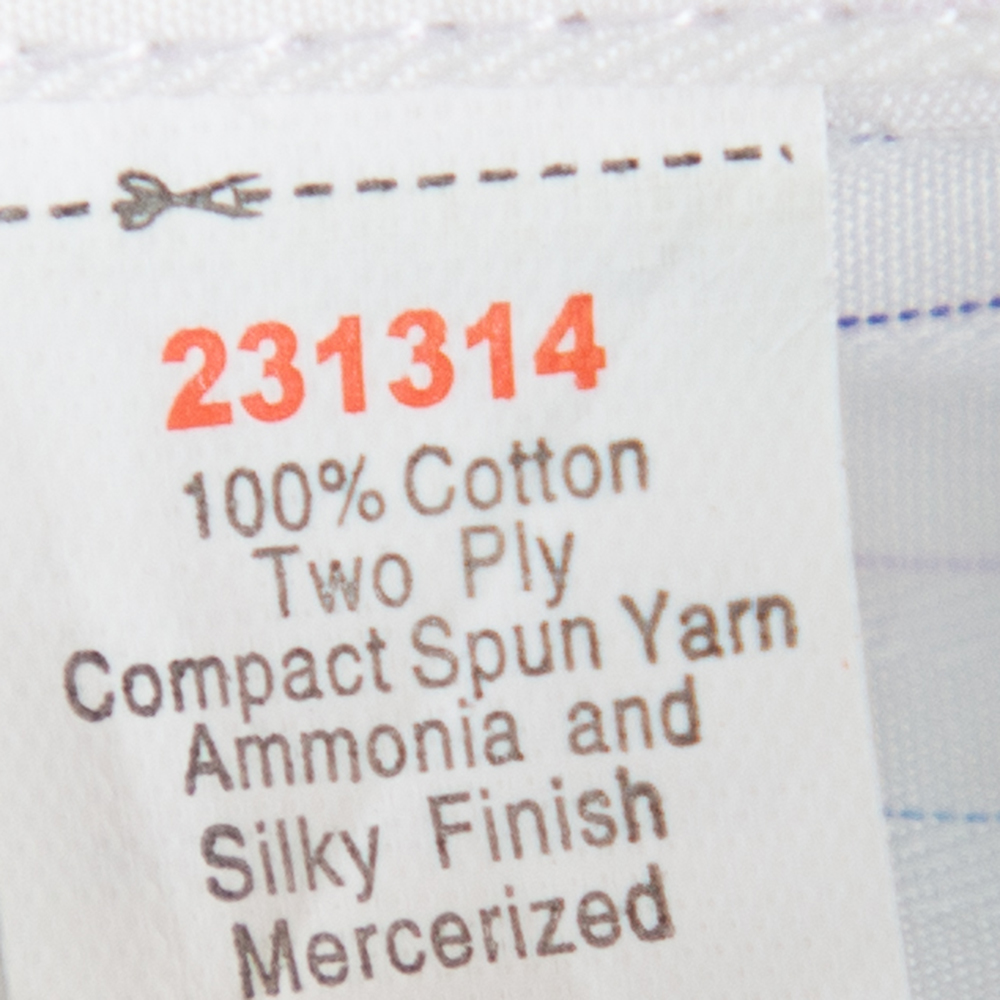 231314
100% Cotton
Two Ply
Compact Spun Yarn
Ammonia and
Silky Finish
Mercerized